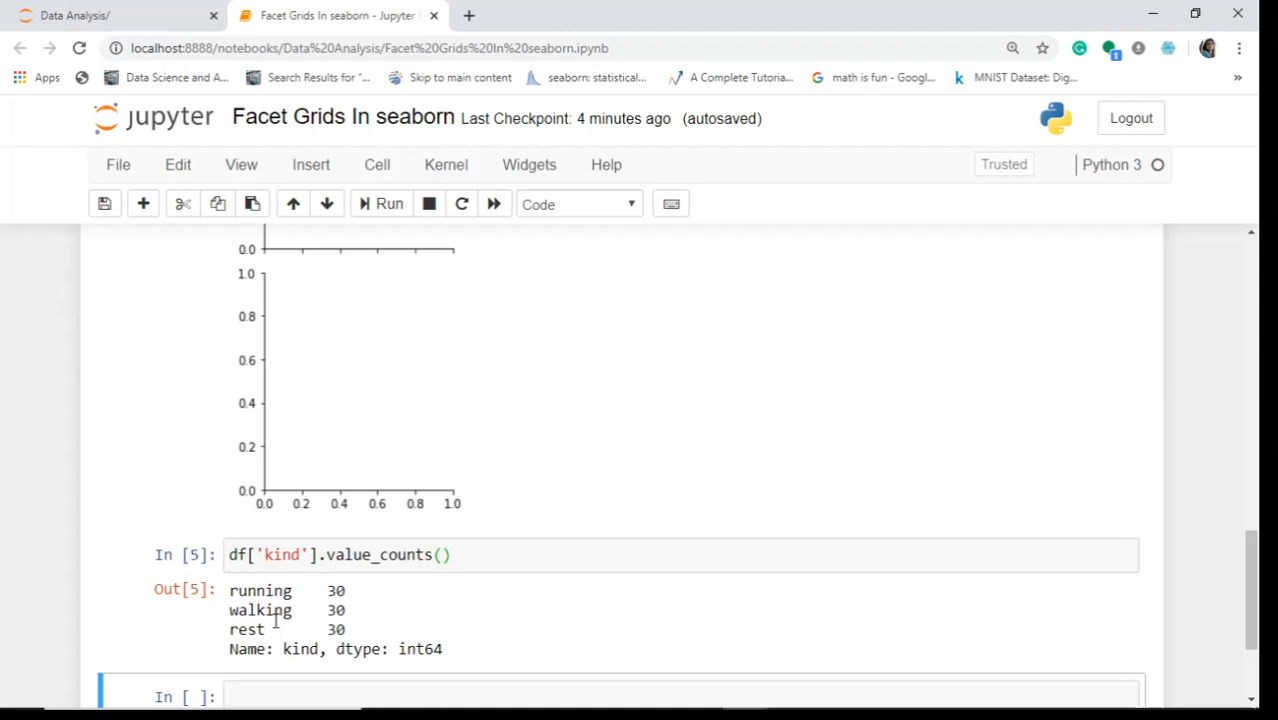 Data Analysis/
Facet Grids In seaborn - Jupyter
localhost:8888/notebooks/Data%20Analysis/Facet%20Grids%20In%20seaborn.ipynb
1
Apps
Data Science and A...
Search Results for "...
Skip to main content
seaborn: statistical...
A Complete Tutoria...
math is fun - Googl...
MNIST Dataset: Dig...
»
jupyter
Facet Grids In seaborn Last Checkpoint: 4 minutes ago (autosaved)
Logout
File Edit View Insert Cell Kernel Widgets Help
Trusted
Python 3
Run
Code
0.0
1.0
0.8
0.6
0.4
0.2
0.0
0.0 0.2 0.4 0.6 0.8 1.0
In [5]: df['kind'].value_counts()
Out[5]: running 30
walking 30
rest 30
Name: kind, dtype: int64
In [ ]: